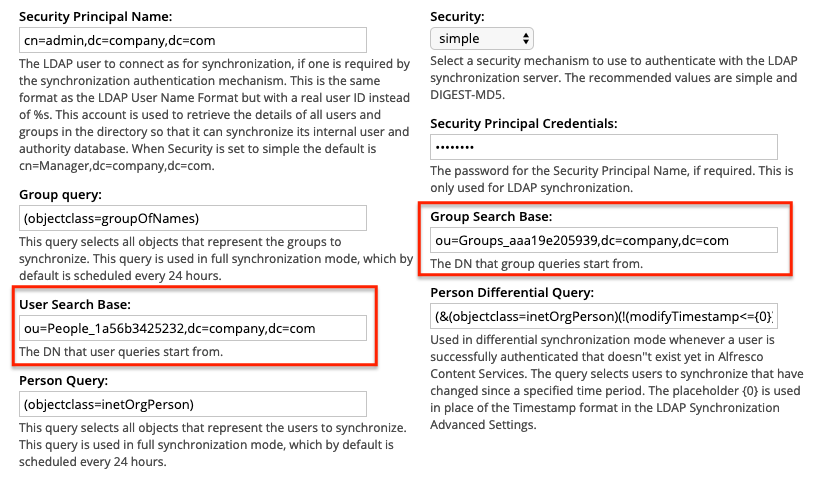 Security Principal Name:
cn=admin,dc=company,dc=com
The LDAP user to connect as for synchronization, if one is required by
the synchronization authentication mechanism. This is the same
format as the LDAP User Name Format but with a real user ID instead
of %s. This account is used to retrieve the details of all users and
groups in the directory so that it can synchronize its internal user and
authority database. When Security is set to simple the default is
cn=Manager,dc=company,dc=com.
Group query:
(objectclass=groupOfNames)
This query selects all objects that represent the groups to
synchronize. This query is used in full synchronization mode, which by
default is scheduled every 24 hours.
User Search Base:
ou=People_1a56b3425232,dc=company,dc=com
The DN that user queries start from.
Person Query:
(objectclass=inetOrgPerson)
This query selects all objects that represent the users to synchronize.
This query is used in full synchronization mode, which by default is
scheduled every 24 hours.
Security:
simple
Select a security mechanism to use to authenticate with the LDAP
synchronization server. The recommended values are simple and
DIGEST-MD5.
Security Principal Credentials:
••••••••
The password for the Security Principal Name, if required. This is
only used for LDAP synchronization.
Group Search Base:
ou=Groups_aaa19e205939,dc=company,dc=com
The DN that group queries start from.
Person Differential Query:
(&(objectclass=inetOrgPerson)(!(modifyTimestamp<={0}
Used in differential synchronization mode whenever a user is
successfully authenticated that doesn''t exist yet in Alfresco
Content Services. The query selects users to synchronize that have
changed since a specified time period. The placeholder {0} is used
in place of the Timestamp format in the LDAP Synchronization
Advanced Settings.